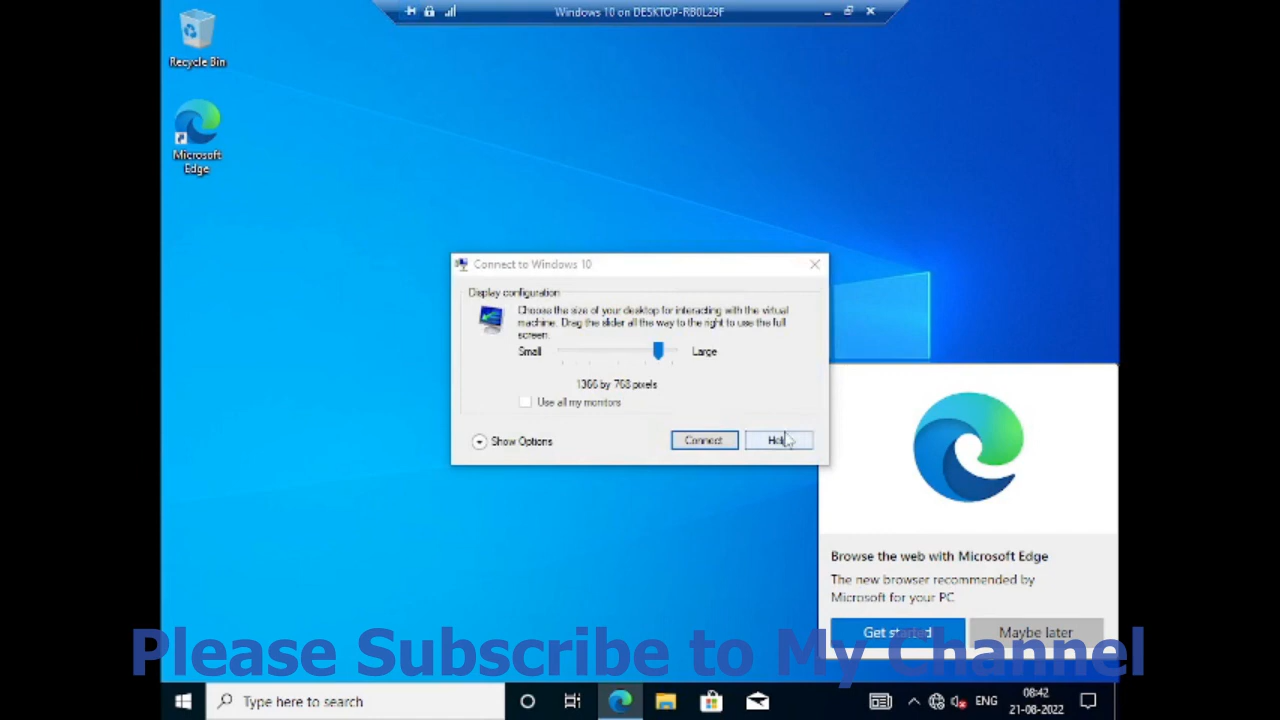 Windows 10 on DESKTOP-RB0L29F
Recycle Bin
Microsoft
Edge
Connect to Windows 10
Display configuration
Choose the size of your desktop for interacting with the virtual
machine. Drag the slider all the way to the right to use the full
screen.
Small
Large
1366 by 768 pixels
Use all my monitors
Show Options
Connect
Help
Browse the web with Microsoft Edge
The new browser recommended by
Microsoft for your PC
Get started
Maybe later
Please Subscribe to My Channel
Type here to search
ENG
08:42
21-08-2022